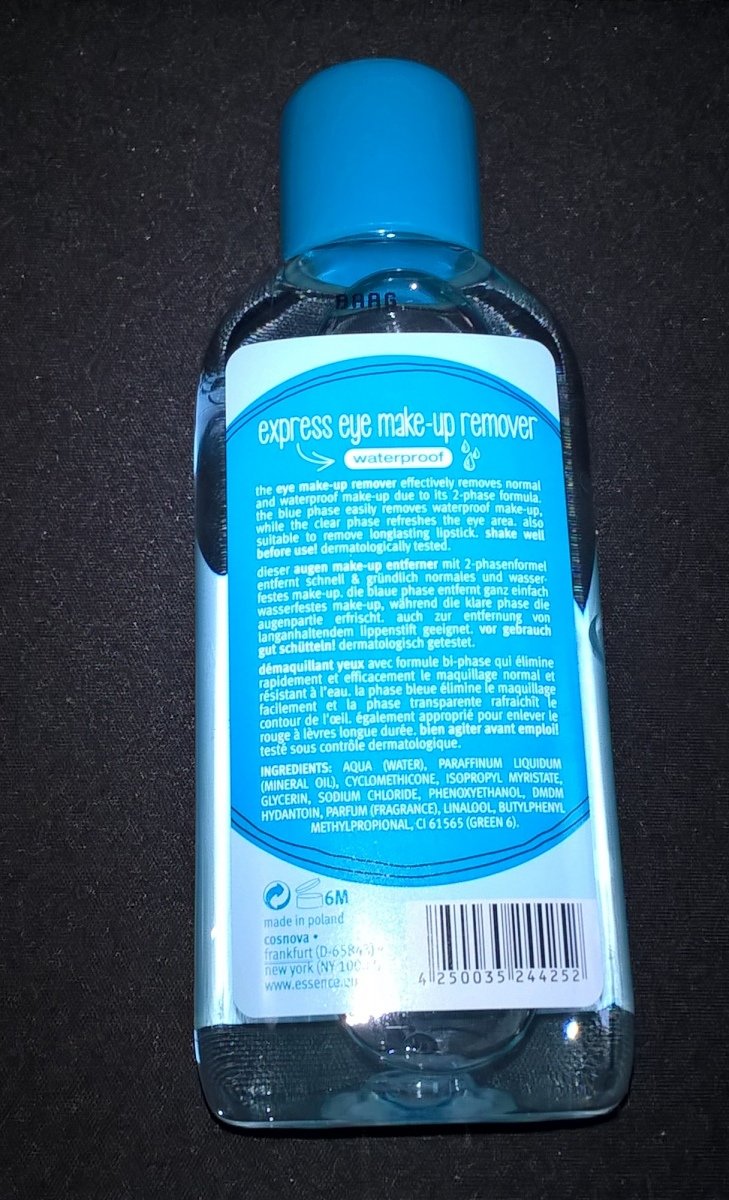 express eye make-up remover
waterproof
the eye make-up remover effectively removes normal
and waterproof make-up due to its 2-phase formula.
the blue phase easily removes waterproof make-up,
while the clear phase refreshes the eye area. also
suitable to remove longlasting lipstick. shake well
before use! dermatologically tested.
dieser augen make-up entferner mit 2-phasenformel
entfernt schnell & gründlich normales und wasser-
festes make-up. die blaue phase entfernt ganz einfach
wasserfestes make-up, während die klare phase die
augenpartie erfrischt. auch zur entfernung von
langanhaltendem lippenstift geeignet. vor gebrauch
gut schütteln! dermatologisch getestet.
démaquillant yeux avec formule bi-phase qui élimine
rapidement et efficacement le maquillage normal et
résistant à l'eau. la phase bleue élimine le maquillage
facilement et la phase transparente rafraichît le
contour de l'œil. également approprié pour enlever le
rouge à lèvres longue durée. bien agiter avant emploi!
testé sous contrôle dermatologique.
INGREDIENTS: AQUA (WATER), PARAFFINUM LIQUIDUM
(MINERAL OIL), CYCLOMETHICONE, ISOPROPYL MYRISTATE,
GLYCERIN, SODIUM CHLORIDE, PHENOXYETHANOL, DMDM
HYDANTOIN, PARFUM (FRAGRANCE), LINALOOL, BUTYLPHENYL
METHYLPROPIONAL, CI 61565 (GREEN 6).
6M
made in poland
cosnova •
frankfurt
new york (NY
4 250035 244252